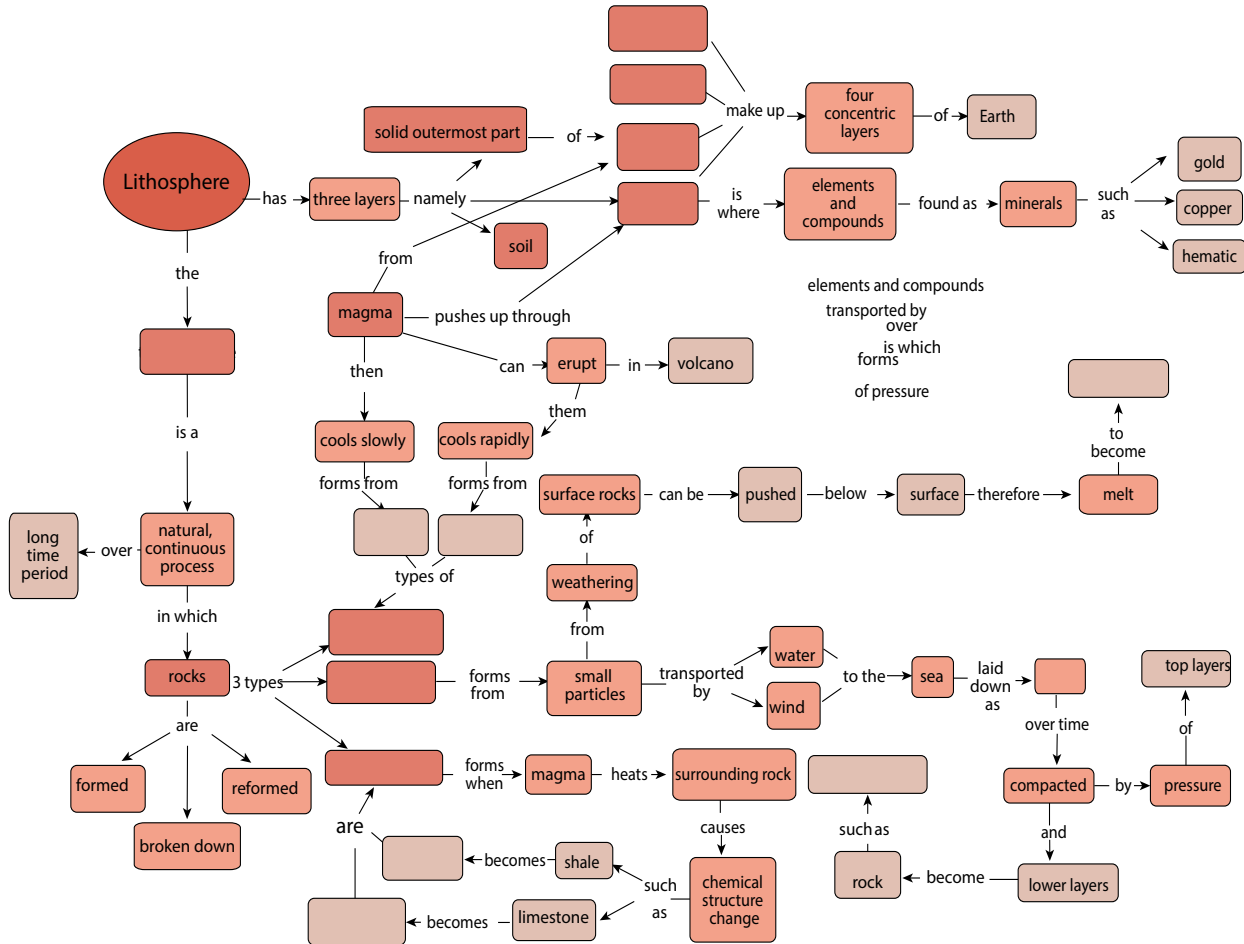 make up
four
concentric
layers
of
Earth
solid outermost part
of
Lithosphere
has
three layers
namely
is
where
elements
and
compounds
found as
minerals
such
as
gold
copper
hematic
soil
the
from
magma
pushes up through
elements and compounds
transported by
over
is which
forms
of pressure
then
can
erupt
in
volcano
them
is a
cools slowly
cools rapidly
to
become
forms from
forms from
surface rocks
can be
pushed
below
surface
therefore
melt
long
time
period
over
natural,
continuous
process
of
types of
weathering
in which
from
rocks
3 types
forms
from
small
particles
transported
by
water
wind
to the
sea
laid
down
as
top layers
of
are
over time
formed
reformed
broken down
forms
when
magma
heats
surrounding rock
compacted
by
pressure
are
causes
such as
and
becomes
shale
such
as
chemical
structure
change
rock
become
lower layers
becomes
limestone